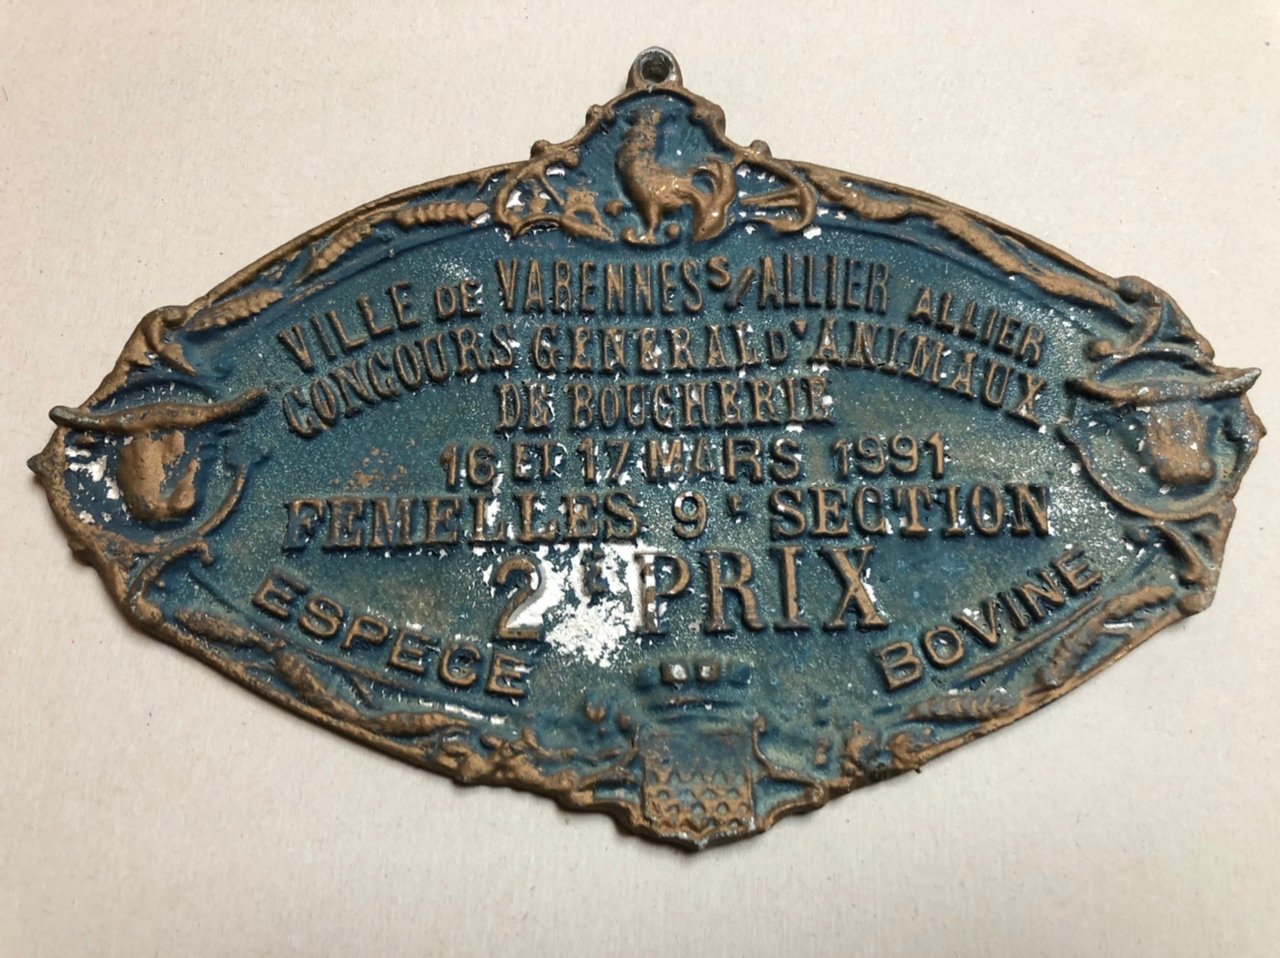 VILLE DE VARENNES S/ALLIER ALLIER
CONCOURS GENERAL D'ANIMAUX
DE BOUCHERIE
16 ET 17 MARS 1991
FEMELLES 9E SECTION
2E PRIX
ESPECE BOVINE